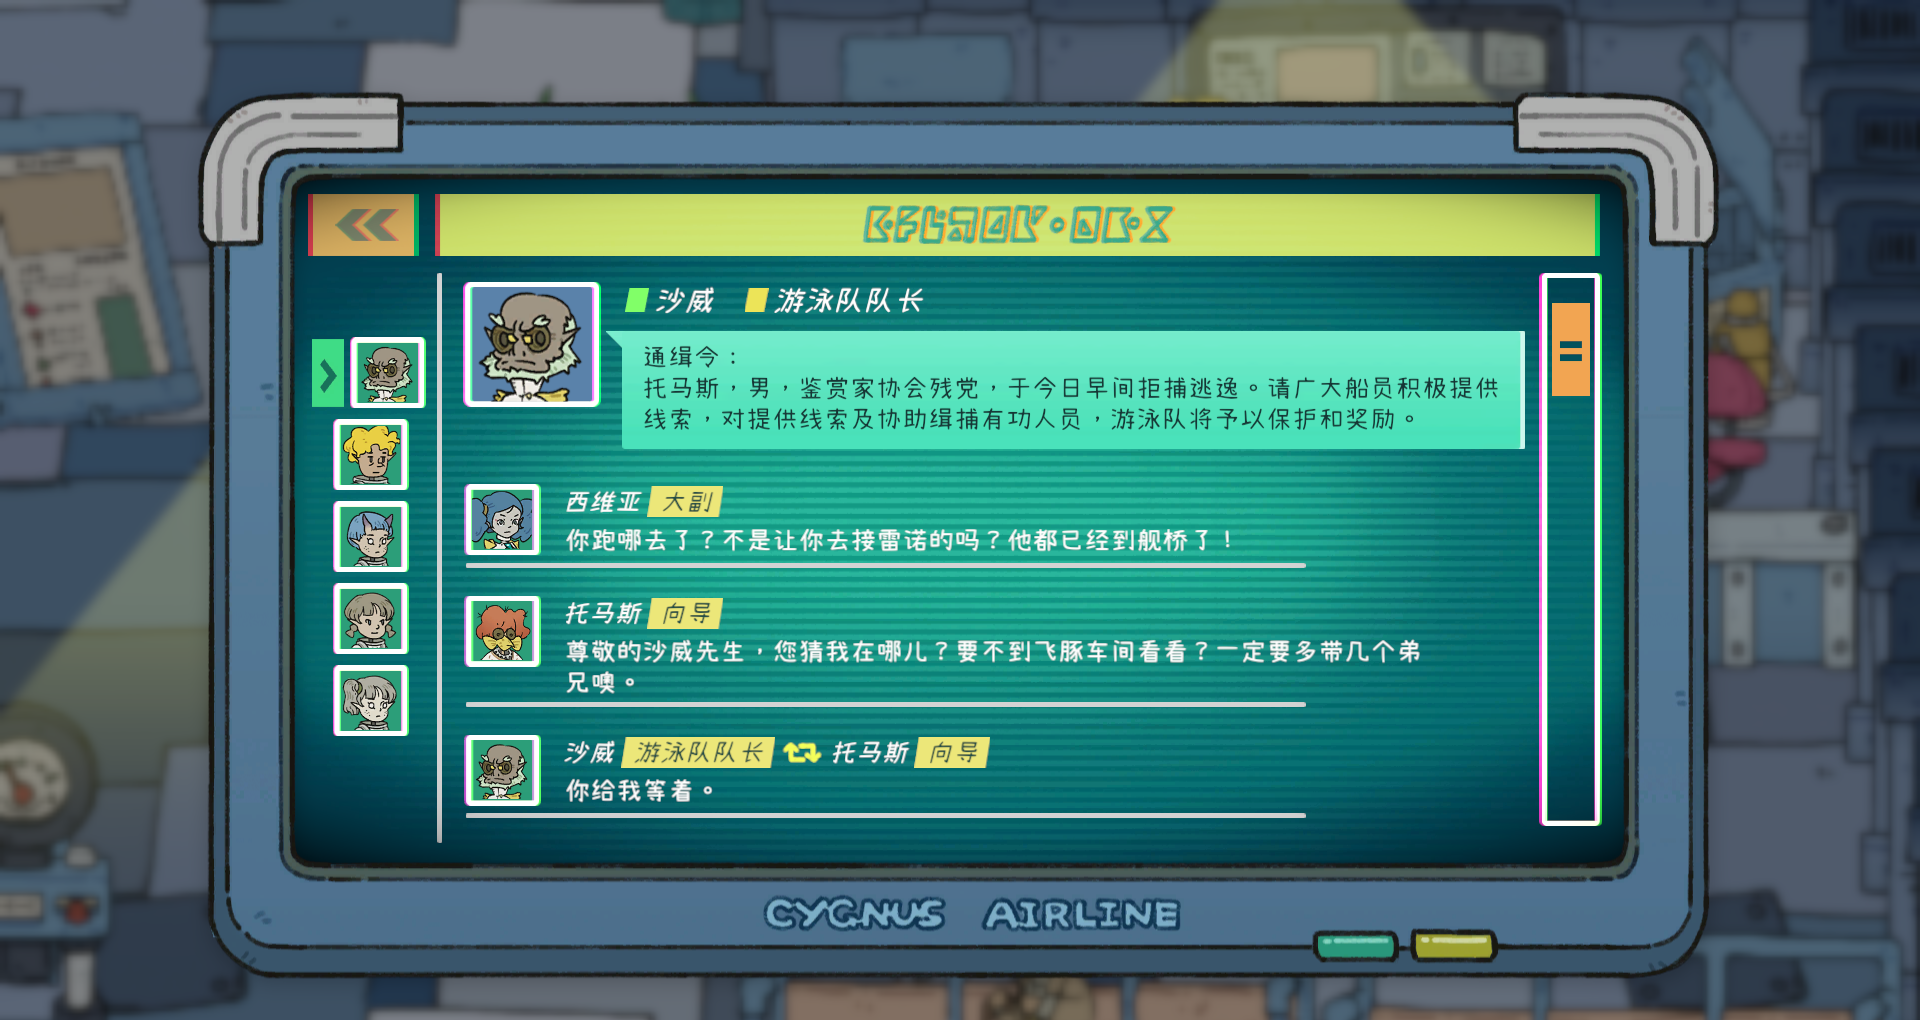 沙威 游泳队队长
通缉令：
托马斯，男，鉴赏家协会残党，于今日早间拒捕逃逸。请广大船员积极提供
线索，对提供线索及协助缉捕有功人员，游泳队将予以保护和奖励。
西维亚 大副
你跑哪去了？不是让你去接雷诺的吗？他都已经到舰桥了！
托马斯 向导
尊敬的沙威先生，您猜我在哪儿？要不到飞豚车间看看？一定要多带几个弟
兄噢。
沙威 游泳队队长 托马斯 向导
你给我等着。
CYGNUS AIRLINE